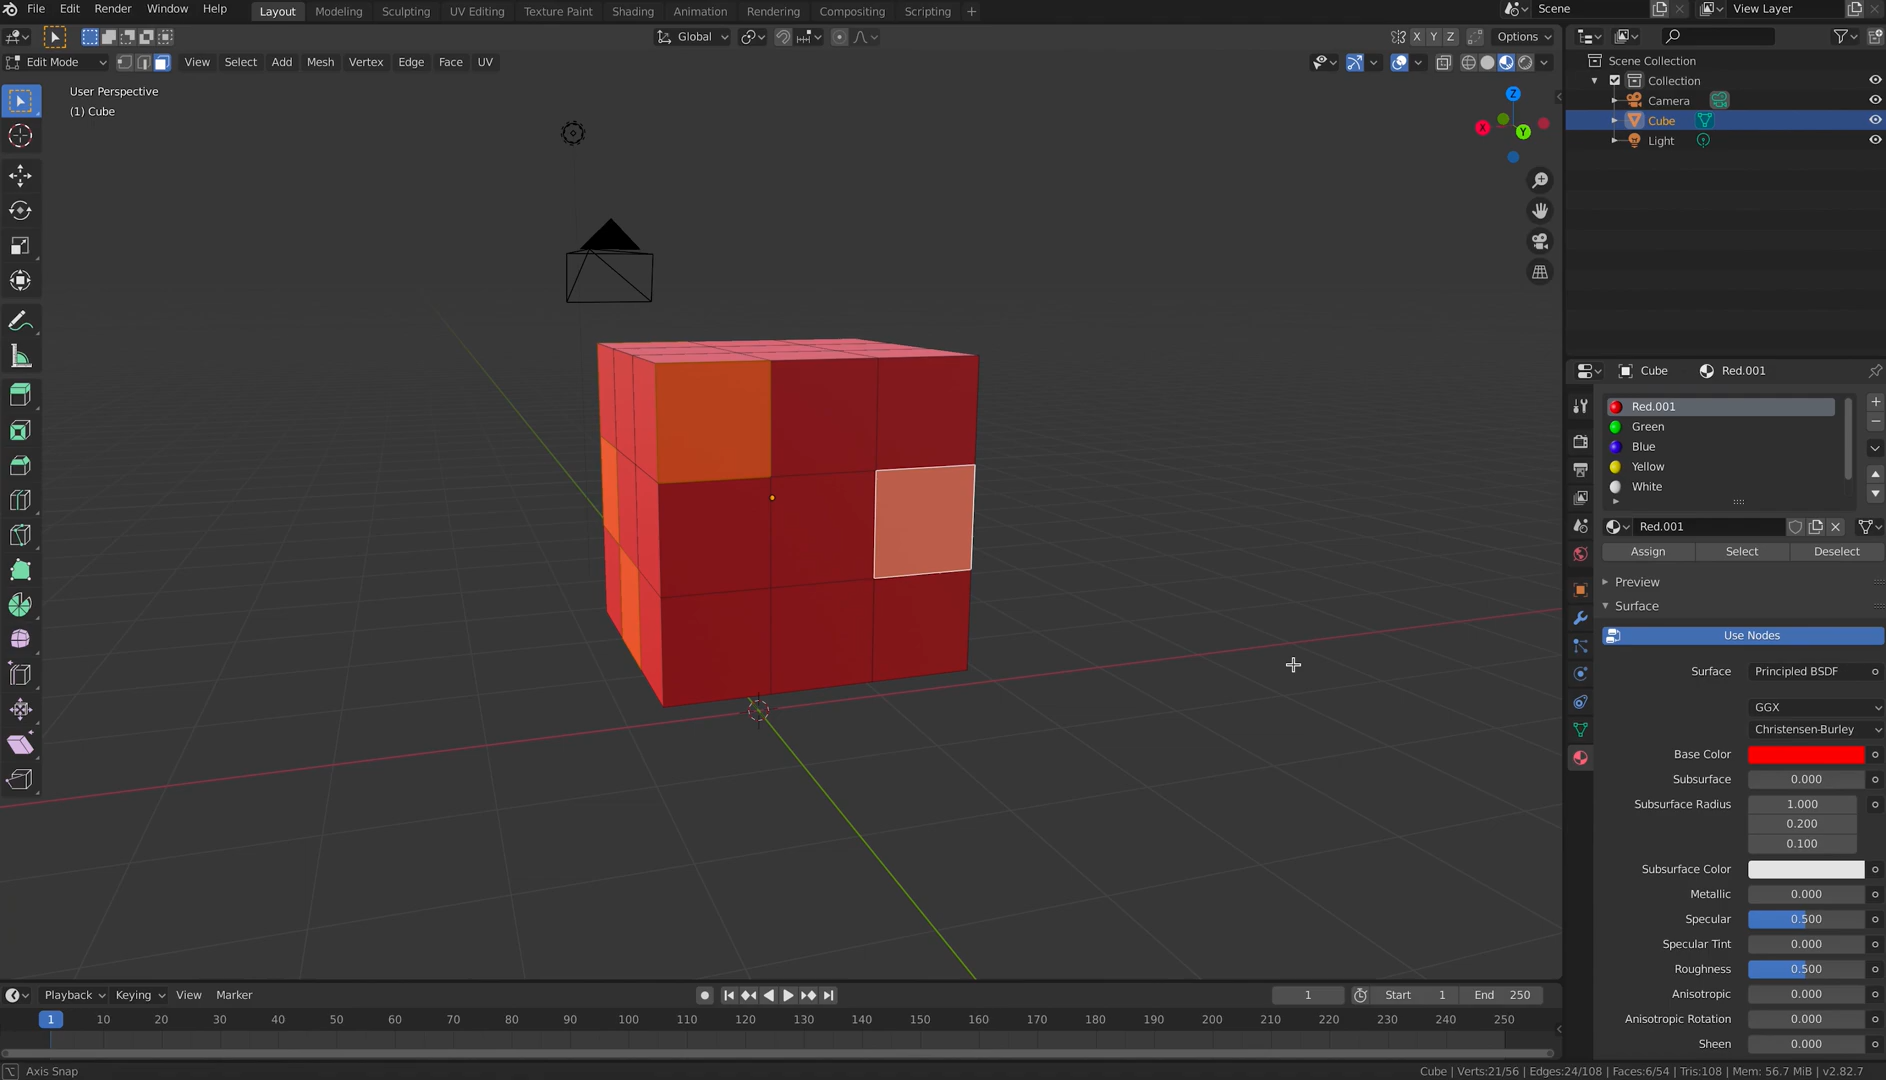 File Edit Render Window Help Layout Modeling Sculpting UV Editing Texture Paint Shading Animation Rendering Compositing Scripting + Scene View Layer
Global X Y Z Options
Edit Mode View Select Add Mesh Vertex Edge Face UV
User Perspective
(1) Cube
Z
X
Y
Scene Collection
Collection
Camera
Cube
Light
Cube Red.001
Red.001
Green
Blue
Yellow
White
Red.001
Assign Select Deselect
Preview
Surface
Use Nodes
Surface Principled BSDF
GGX
Christensen-Burley
Base Color
Subsurface 0.000
Subsurface Radius 1.000
0.200
0.100
Subsurface Color
Metallic 0.000
Specular 0.500
Specular Tint 0.000
Roughness 0.500
Anisotropic 0.000
Anisotropic Rotation 0.000
Sheen 0.000
Playback Keying View Marker 1 Start 1 End 250
1 10 20 30 40 50 60 70 80 90 100 110 120 130 140 150 160 170 180 190 200 210 220 230 240 250
Axis Snap
Cube | Verts:21/56 | Edges:24/108 | Faces:6/54 | Tris:108 | Mem: 56.7 MiB | v2.82.7